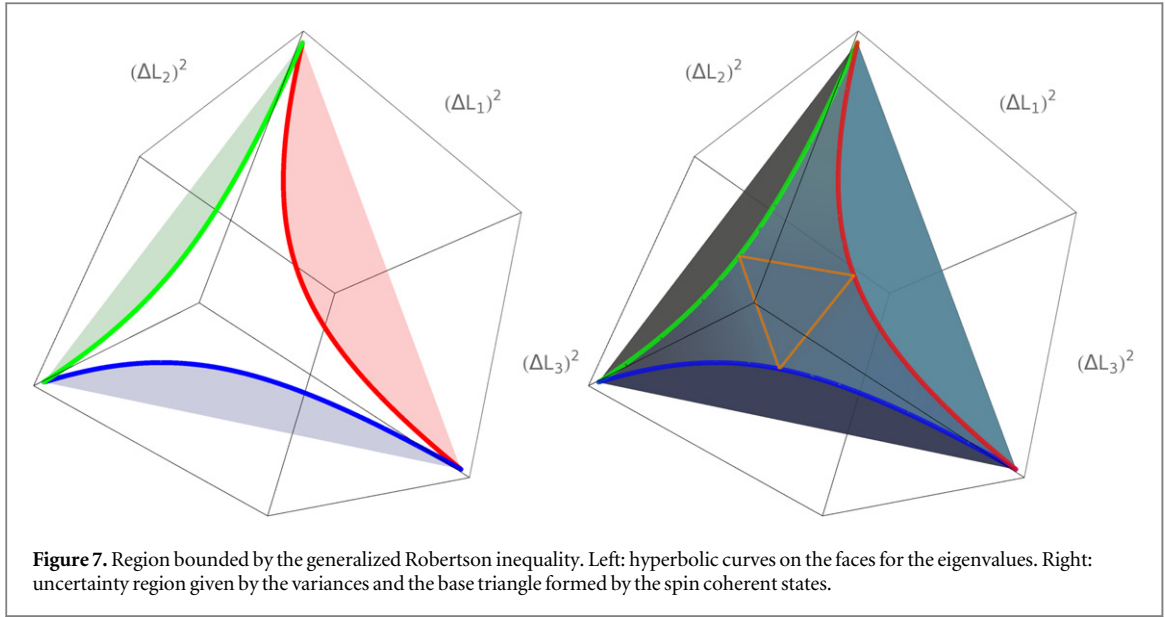 (ΔL₂)² (ΔL₁)² (ΔL₂)² (ΔL₁)²
(ΔL₃)² (ΔL₃)²
Figure 7. Region bounded by the generalized Robertson inequality. Left: hyperbolic curves on the faces for the eigenvalues. Right:
uncertainty region given by the variances and the base triangle formed by the spin coherent states.